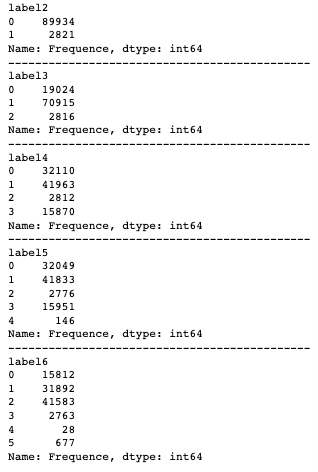 label2
0    89934
1     2821
Name: Frequence, dtype: int64
---------------------------------------------
label3
0    19024
1    70915
2     2816
Name: Frequence, dtype: int64
---------------------------------------------
label4
0    32110
1    41963
2     2812
3    15870
Name: Frequence, dtype: int64
---------------------------------------------
label5
0    32049
1    41833
2     2776
3    15951
4      146
Name: Frequence, dtype: int64
---------------------------------------------
label6
0    15812
1    31892
2    41583
3     2763
4       28
5      677
Name: Frequence, dtype: int64